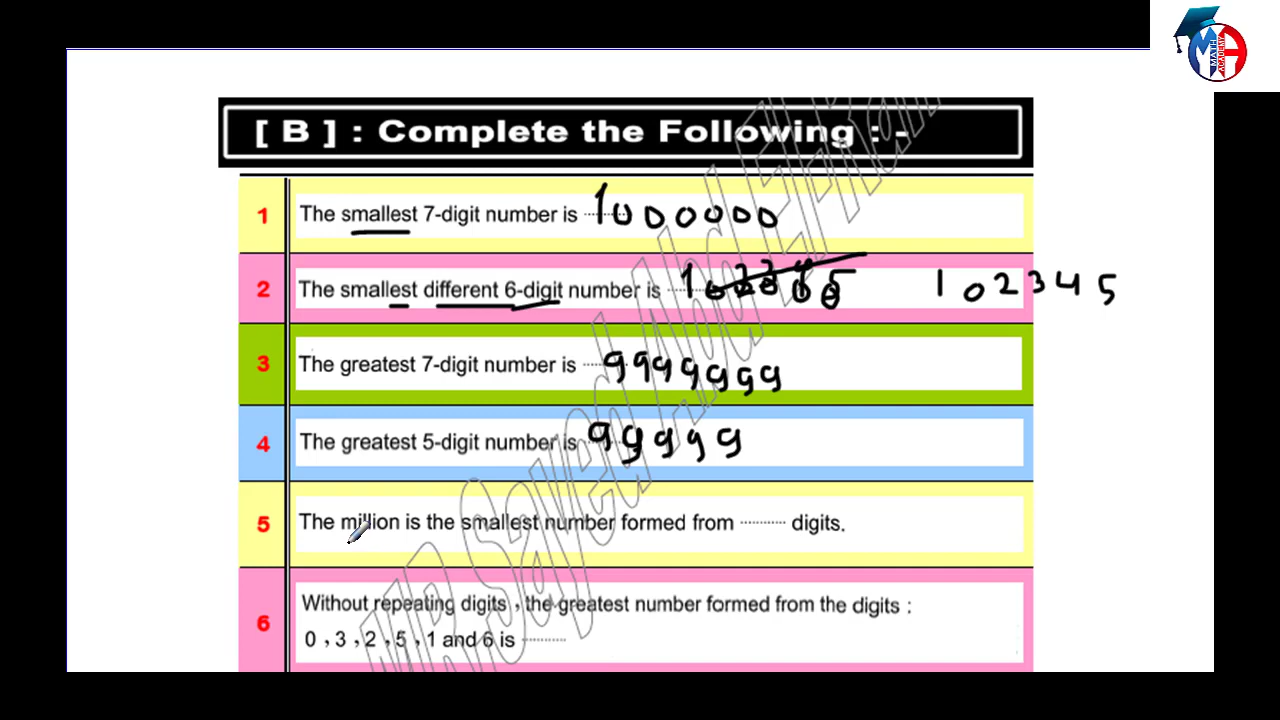 MATH ACADEMY
[ B ] : Complete the Following : -
1 The smallest 7-digit number is 1000000
2 The smallest different 6-digit number is 102345
3 The greatest 7-digit number is 9999999
4 The greatest 5-digit number is 99999
5 The million is the smallest number formed from ·········· digits.
6 Without repeating digits , the greatest number formed from the digits :
0 , 3 , 2 , 5 , 1 and 6 is ··········